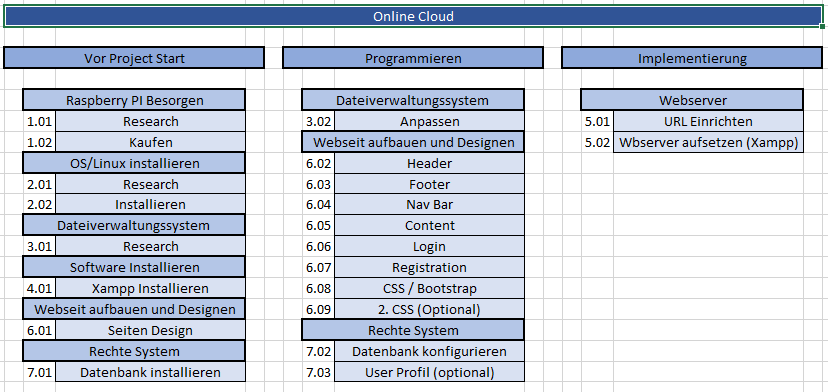 Online Cloud
Vor Project Start
Raspberry PI Besorgen
1.01 Research
1.02 Kaufen
OS/Linux installieren
2.01 Research
2.02 Installieren
Dateiverwaltungssystem
3.01 Research
Software Installieren
4.01 Xampp Installieren
Webseit aufbauen und Designen
6.01 Seiten Design
Rechte System
7.01 Datenbank installieren
Programmieren
Dateiverwaltungssystem
3.02 Anpassen
Webseit aufbauen und Designen
6.02 Header
6.03 Footer
6.04 Nav Bar
6.05 Content
6.06 Login
6.07 Registration
6.08 CSS / Bootstrap
6.09 2. CSS (Optional)
Rechte System
7.02 Datenbank konfigurieren
7.03 User Profil (optional)
Implementierung
Webserver
5.01 URL Einrichten
5.02 Wbserver aufsetzen (Xampp)